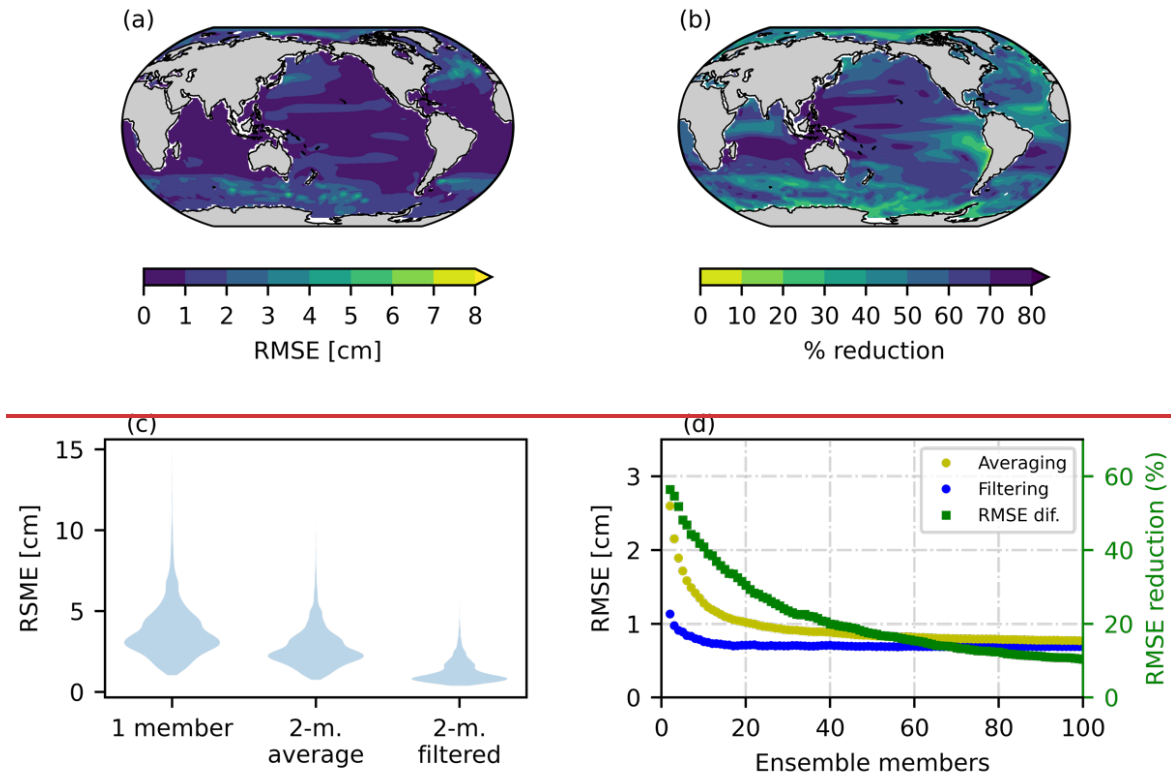 (a)
(b)
0 1 2 3 4 5 6 7 8
RMSE [cm]
0 10 20 30 40 50 60 70 80
% reduction
(c)
RSME [cm]
15
10
5
0
1 member
2-m.
average
2-m.
filtered
(d)
RMSE [cm]
3
2
1
0
Averaging
Filtering
RMSE dif.
60
40
20
0
RMSE reduction (%)
0 20 40 60 80 100
Ensemble members